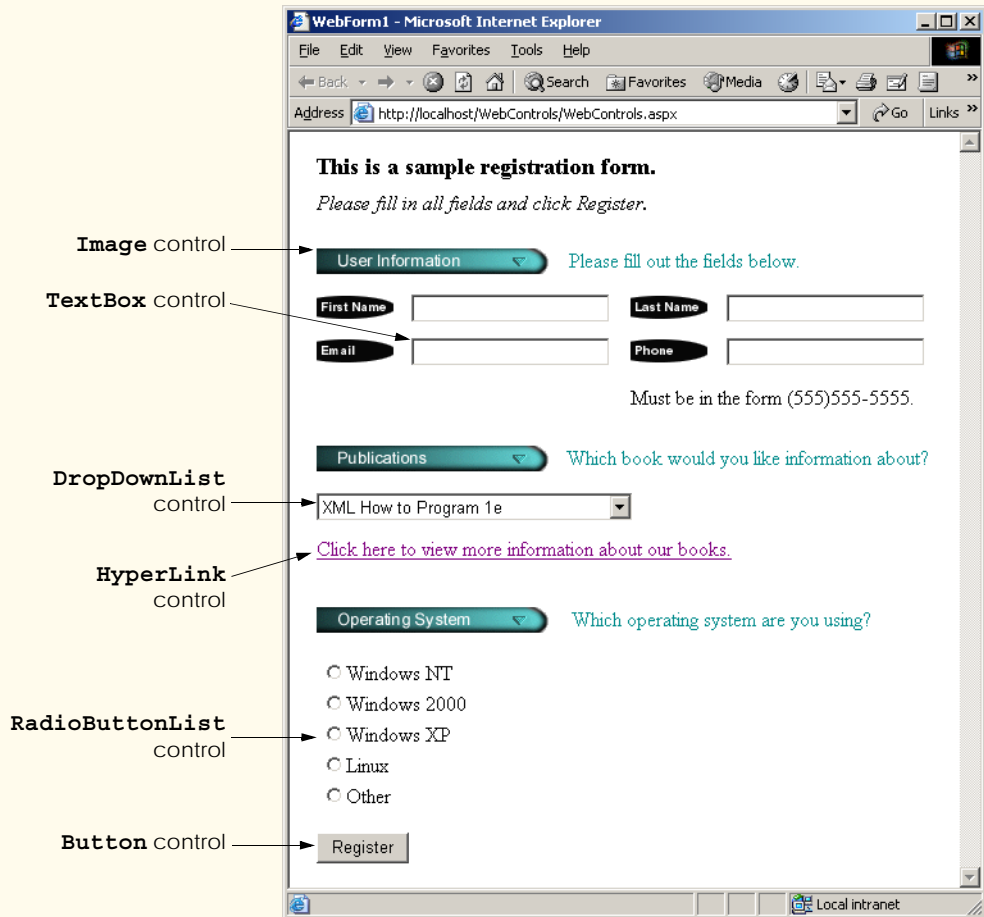 WebForm1 - Microsoft Internet Explorer
File Edit View Favorites Tools Help
Back Search Favorites Media »
Address http://localhost/WebControls/WebControls.aspx Go Links »
This is a sample registration form.
Please fill in all fields and click Register.
Image control
User Information Please fill out the fields below.
TextBox control
First Name Last Name
Email Phone
Must be in the form (555)555-5555.
Publications Which book would you like information about?
DropDownList
control
XML How to Program 1e
Click here to view more information about our books.
HyperLink
control
Operating System Which operating system are you using?
Windows NT
Windows 2000
RadioButtonList
control
Windows XP
Linux
Other
Button control
Register
Local intranet